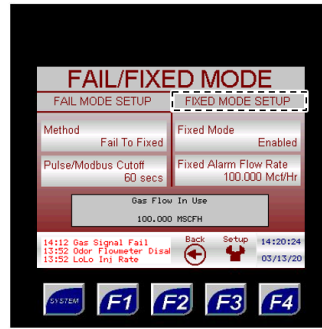 FAIL/FIXED MODE
FAIL MODE SETUP
FIXED MODE SETUP
Method
Fail To Fixed
Fixed Mode
Enabled
Pulse/Modbus Cutoff
60 secs
Fixed Alarm Flow Rate
100.000 Mcf/Hr
Gas Flow In Use
100.000 MSCFH
14:12 Gas Signal Fail
13:52 Odor Flowmeter Disal
13:52 LoLo Inj Rate
Back
Setup
14:20:24
03/13/20
SYSTEM
F1
F2
F3
F4